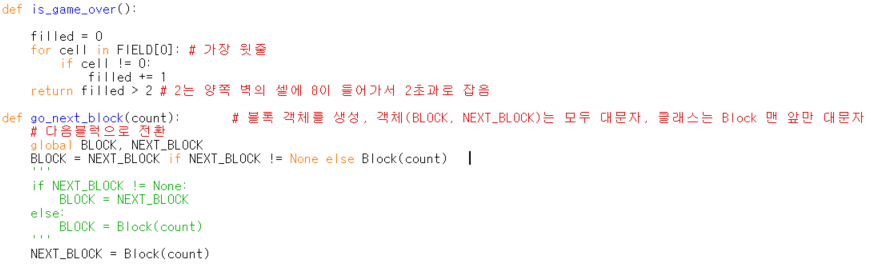 def is_game_over():
filled = 0
for cell in FIELD[0]: # 가장 윗줄
if cell != 0:
filled += 1
return filled > 2 # 2는 양쪽 벽의 셀에 8이 들어가서 2초과로 잡음
def go_next_block(count): # 블록 객체를 생성, 객체(BLOCK, NEXT_BLOCK)는 모두 대문자, 클래스는 Block 맨 앞만 대문자
# 다음블럭으로 전환
global BLOCK, NEXT_BLOCK
BLOCK = NEXT_BLOCK if NEXT_BLOCK != None else Block(count)
'''
if NEXT_BLOCK != None:
BLOCK = NEXT_BLOCK
else:
BLOCK = Block(count)
'''
NEXT_BLOCK = Block(count)